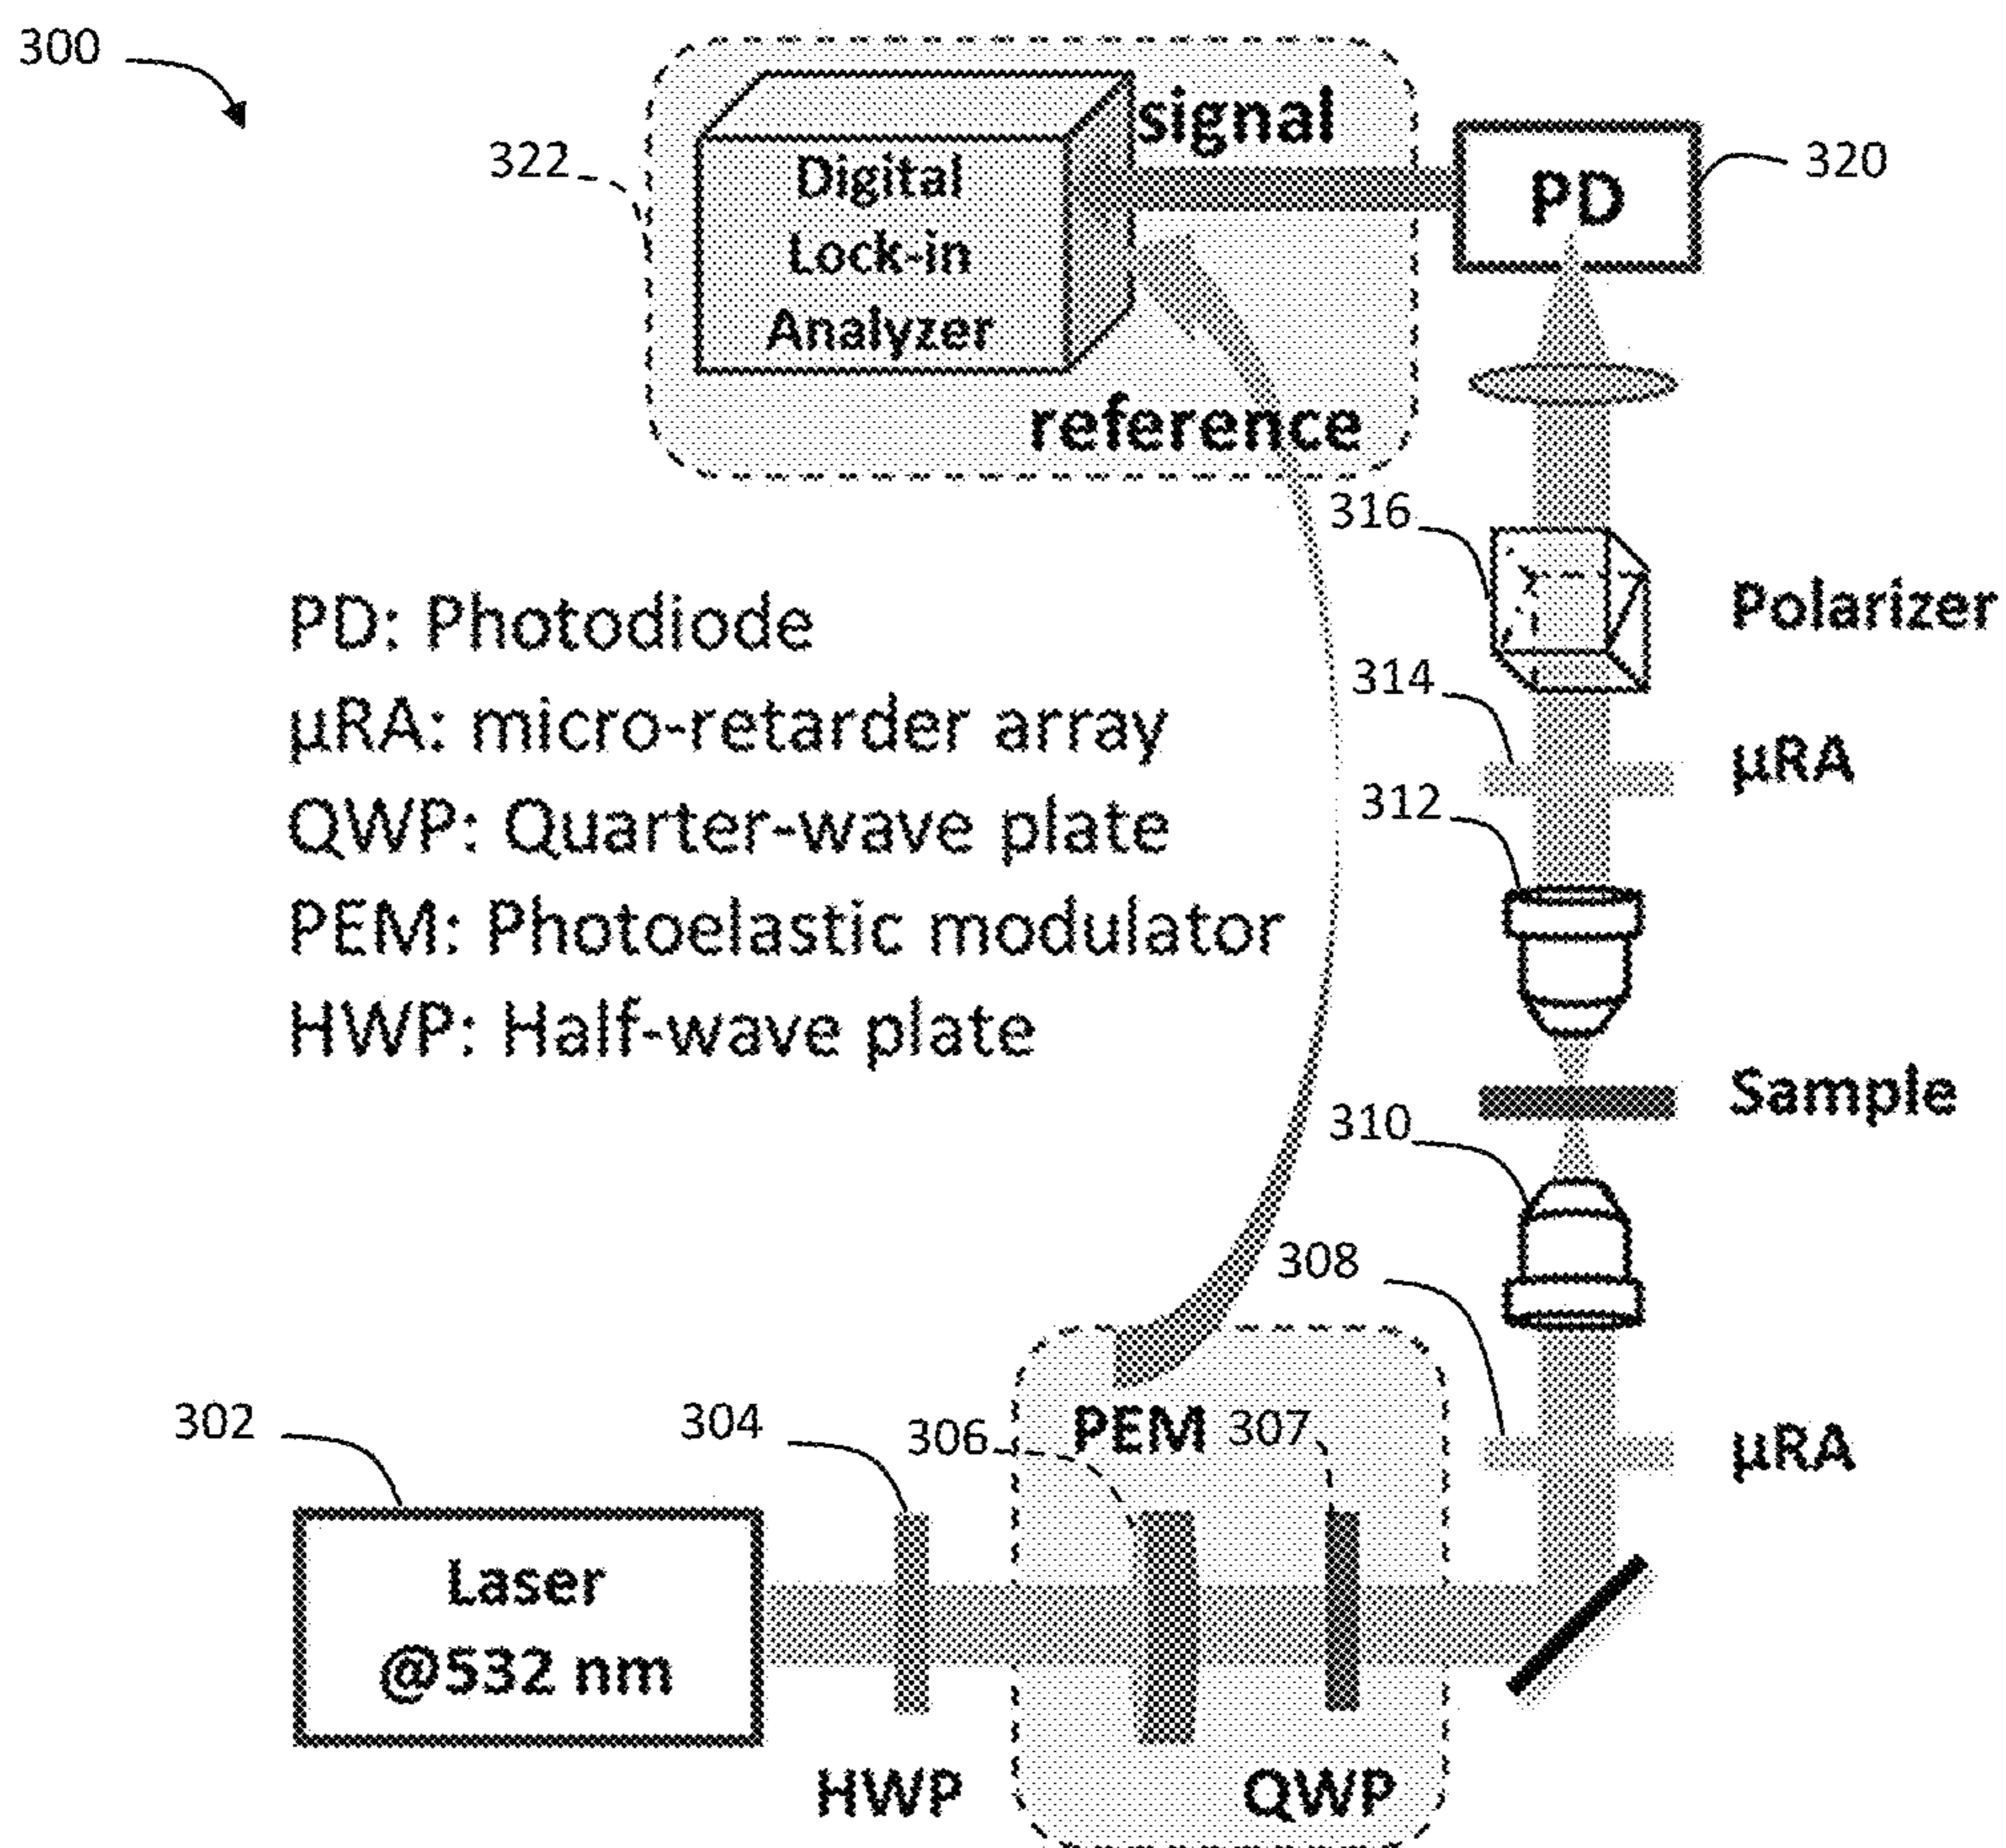 300
322
Digital
Lock-in
Analyzer
signal
reference
PD
320
316
Polarizer
314
μRA
312
PD: Photodiode
μRA: micro-retarder array
QWP: Quarter-wave plate
PEM: Photoelastic modulator
HWP: Half-wave plate
Sample
310
308
μRA
302
304
306
PEM
307
Laser
@532 nm
HWP
QWP